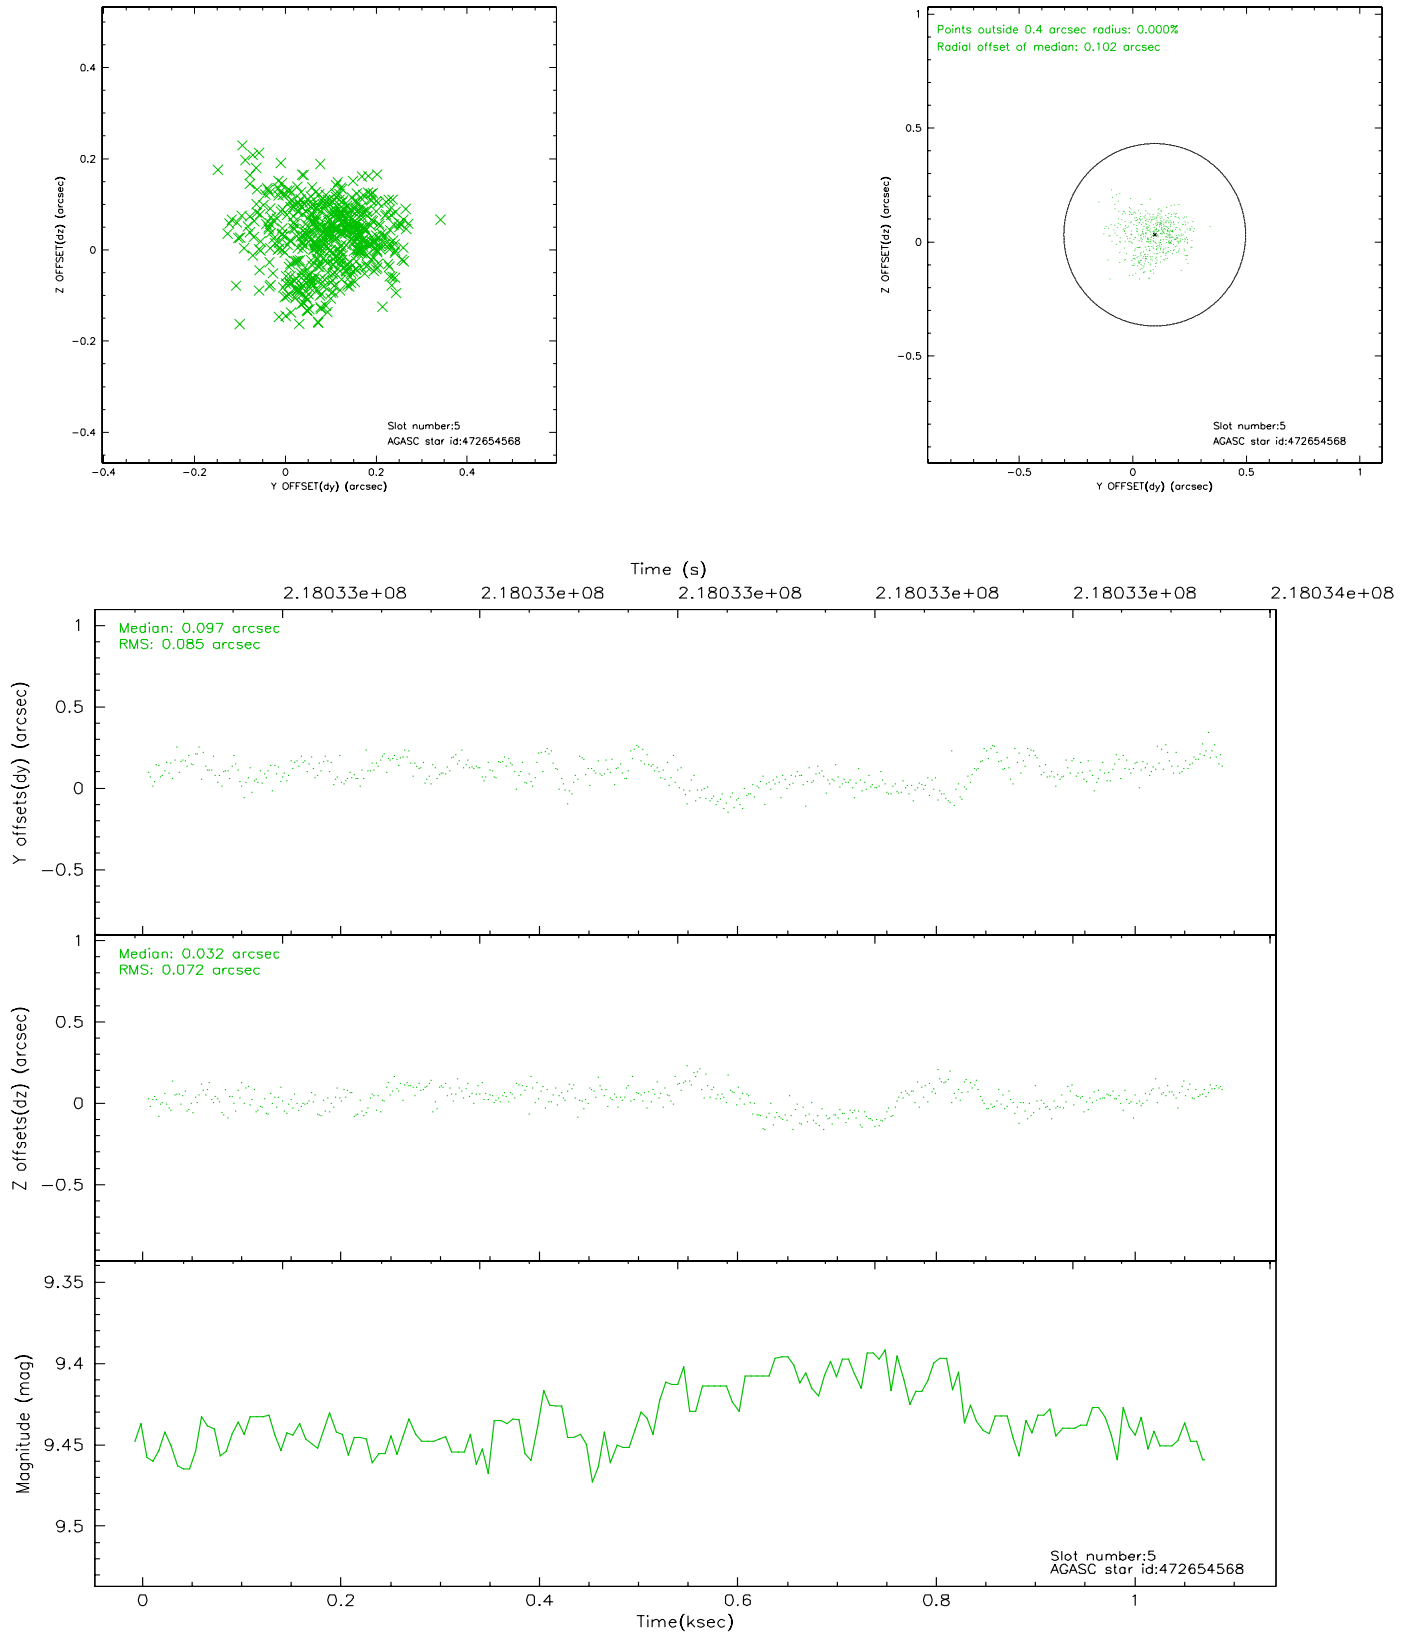 0.4
0.2
0
−0.2
−0.4
Z OFFSET(dz) (arcsec)
Slot number:5
AGASC star id:472654568
−0.4 −0.2 0 0.2 0.4
Y OFFSET(dy) (arcsec)
1
0.5
0
−0.5
Z OFFSET(dz) (arcsec)
Points outside 0.4 arcsec radius: 0.000%
Radial offset of median: 0.102 arcsec
Slot number:5
AGASC star id:472654568
−0.5 0 0.5 1
Y OFFSET(dy) (arcsec)
Time (s)
2.18033e+08 2.18033e+08 2.18033e+08 2.18033e+08 2.18033e+08 2.18034e+08
Median: 0.097 arcsec
RMS: 0.085 arcsec
1
0.5
0
−0.5
Y offsets(dy) (arcsec)
Median: 0.032 arcsec
RMS: 0.072 arcsec
1
0.5
0
−0.5
Z offsets(dz) (arcsec)
9.35
9.4
9.45
9.5
Magnitude (mag)
Slot number:5
AGASC star id:472654568
0 0.2 0.4 0.6 0.8 1
Time(ksec)